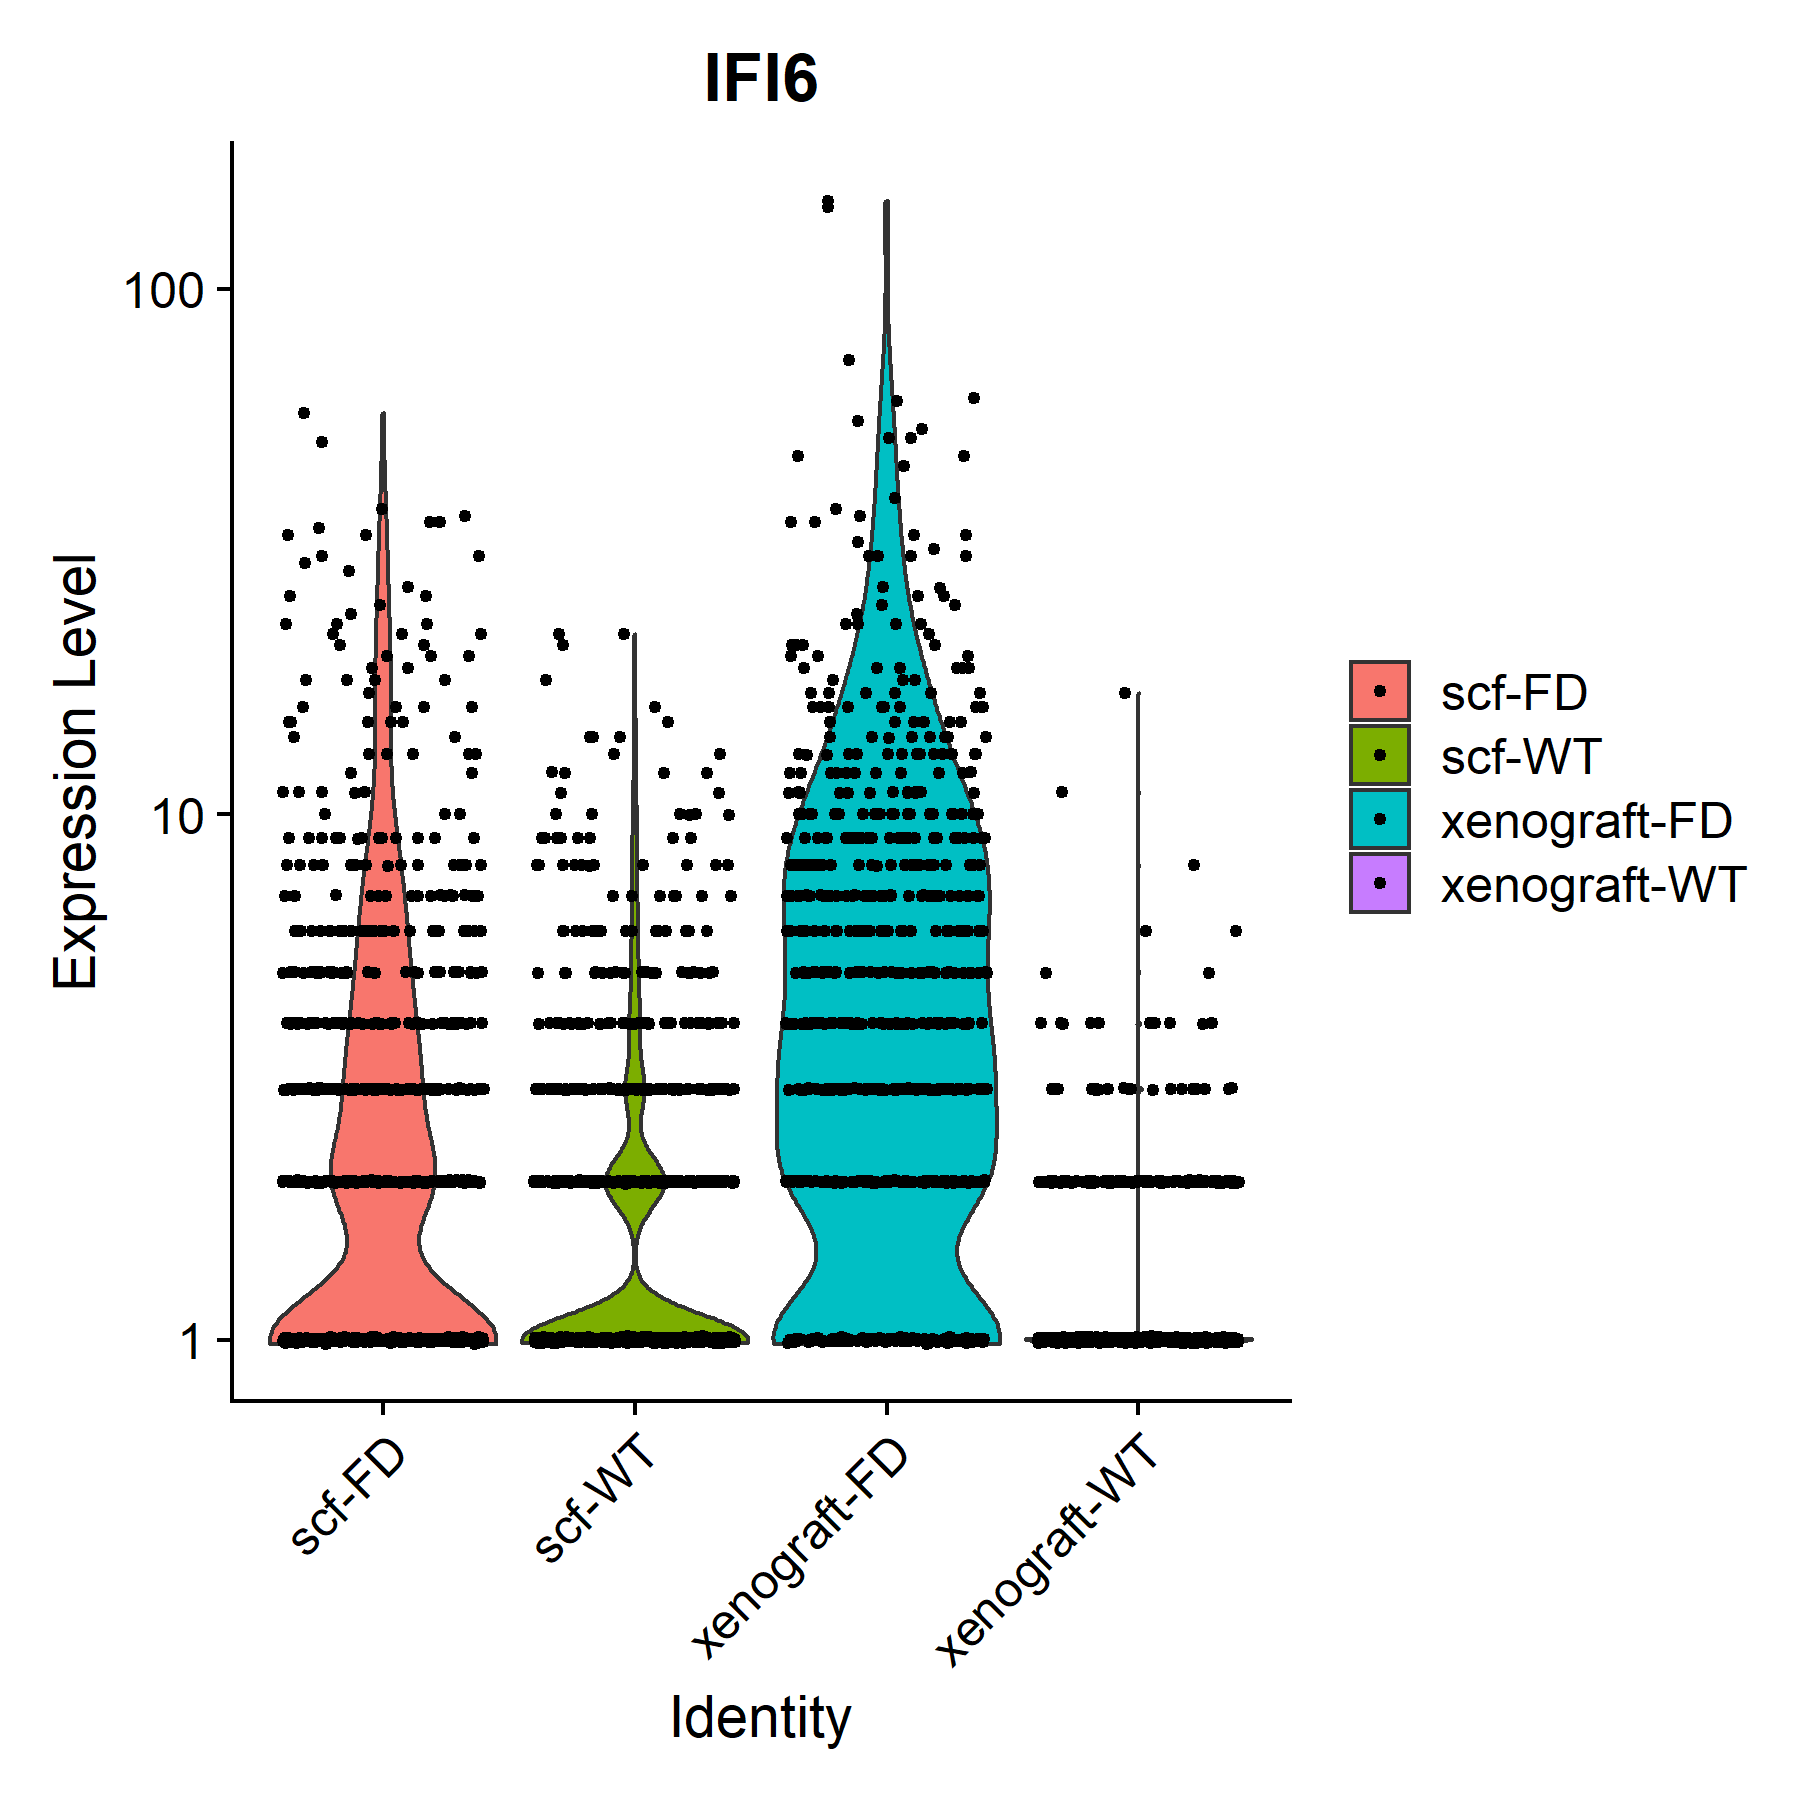 IFI6
Expression Level
100
10
1
scf-FD
scf-WT
xenograft-FD
xenograft-WT
Identity
scf-FD
scf-WT
xenograft-FD
xenograft-WT